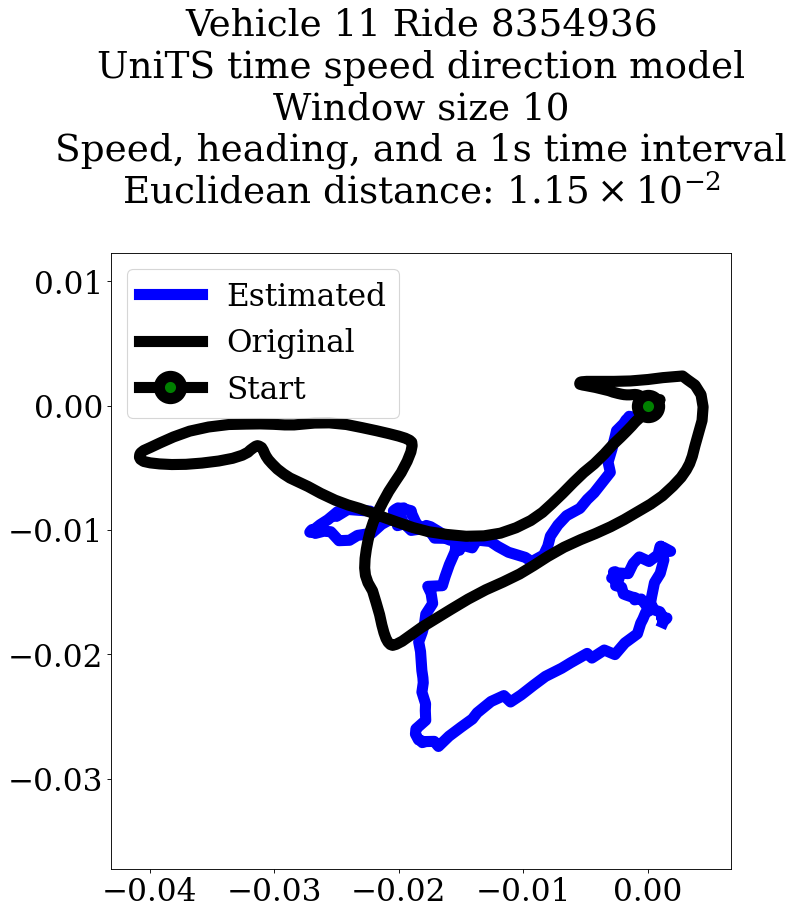 Vehicle 11 Ride 8354936
UniTS time speed direction model
Window size 10
Speed, heading, and a 1s time interval
Euclidean distance: 1.15 × 10⁻²
Estimated
Original
Start
0.01
0.00
−0.01
−0.02
−0.03
−0.04 −0.03 −0.02 −0.01 0.00